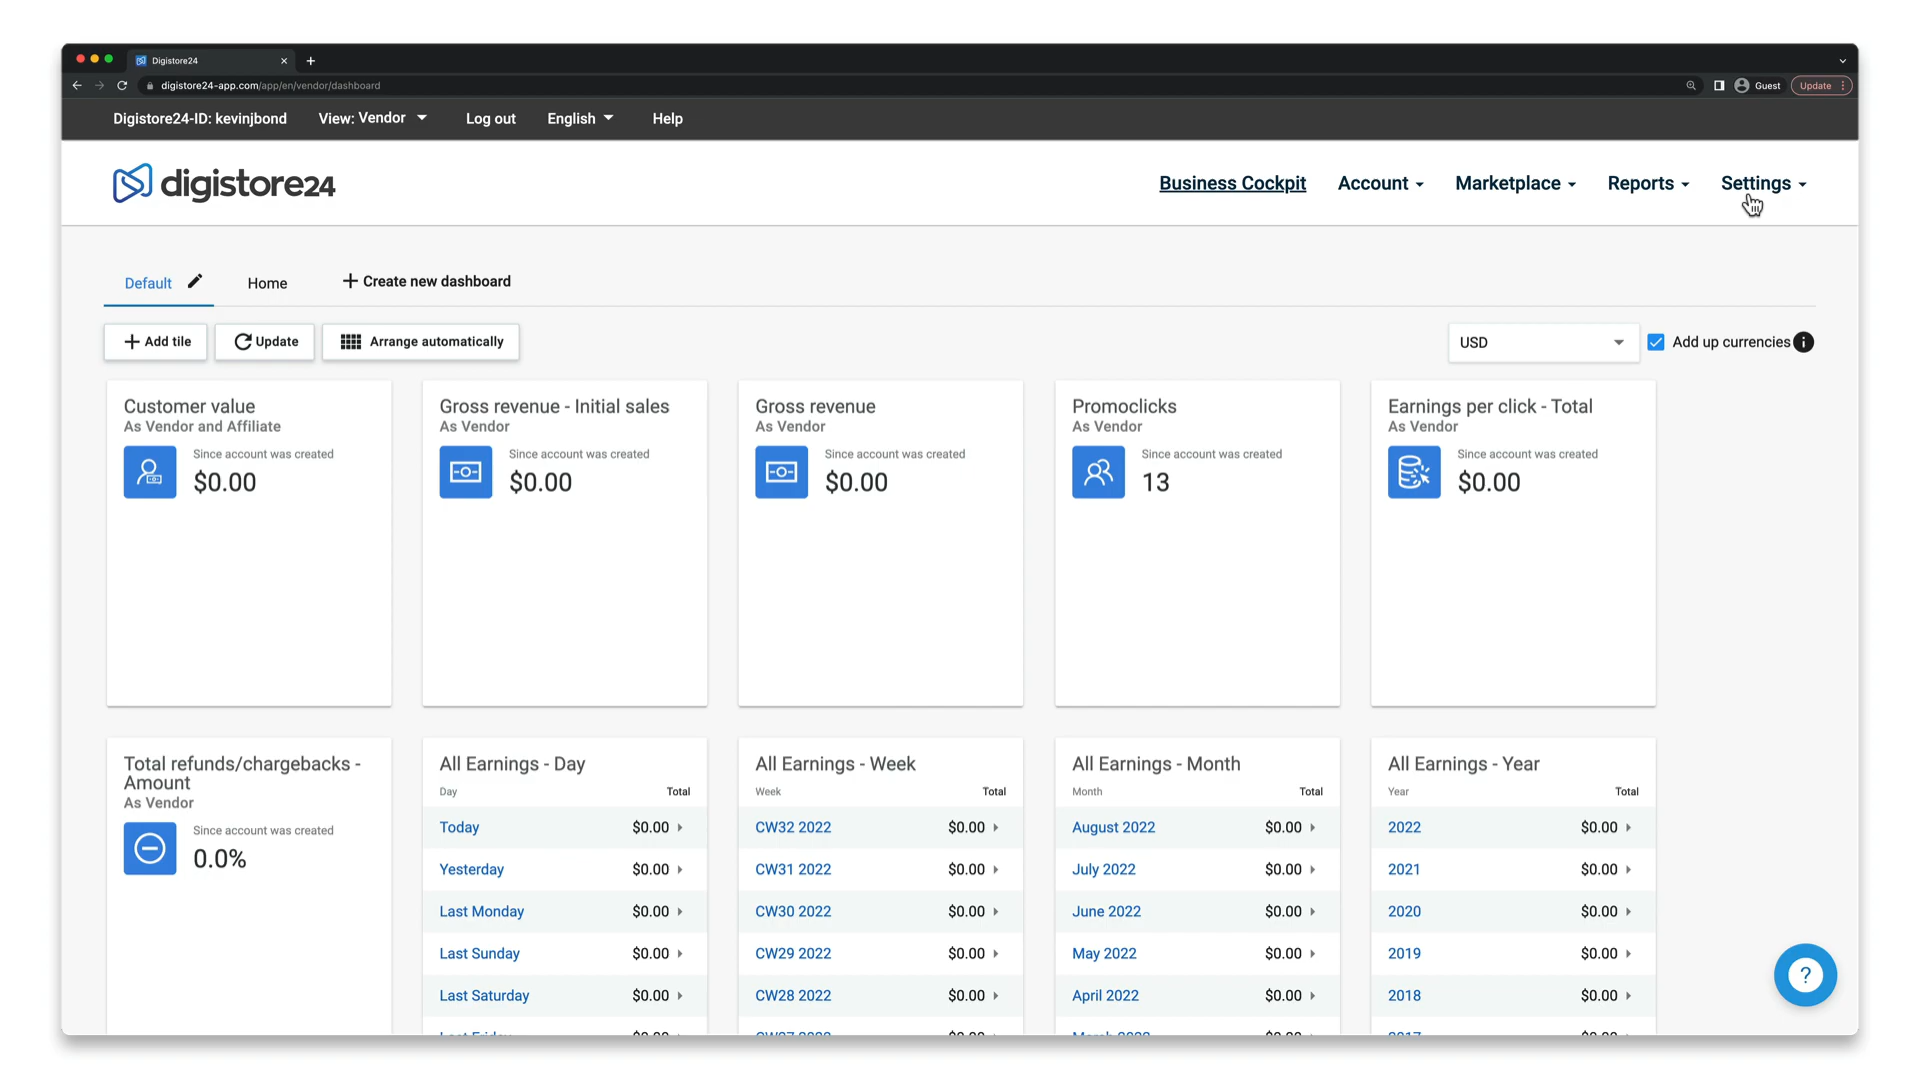 Digistore24
digistore24-app.com/app/en/vendor/dashboard
Guest
Update
Digistore24-ID: kevinjbond
View: Vendor
Log out
English
Help
digistore24
Business Cockpit
Account
Marketplace
Reports
Settings
Default
Home
Create new dashboard
Add tile
Update
Arrange automatically
USD
Add up currencies
Customer value
As Vendor and Affiliate
Since account was created
$0.00
Gross revenue - Initial sales
As Vendor
Since account was created
$0.00
Gross revenue
As Vendor
Since account was created
$0.00
Promoclicks
As Vendor
Since account was created
13
Earnings per click - Total
As Vendor
Since account was created
$0.00
Total refunds/chargebacks -
Amount
As Vendor
Since account was created
0.0%
All Earnings - Day
Day Total
Today $0.00
Yesterday $0.00
Last Monday $0.00
Last Sunday $0.00
Last Saturday $0.00
All Earnings - Week
Week Total
CW32 2022 $0.00
CW31 2022 $0.00
CW30 2022 $0.00
CW29 2022 $0.00
CW28 2022 $0.00
All Earnings - Month
Month Total
August 2022 $0.00
July 2022 $0.00
June 2022 $0.00
May 2022 $0.00
April 2022 $0.00
All Earnings - Year
Year Total
2022 $0.00
2021 $0.00
2020 $0.00
2019 $0.00
2018 $0.00
?